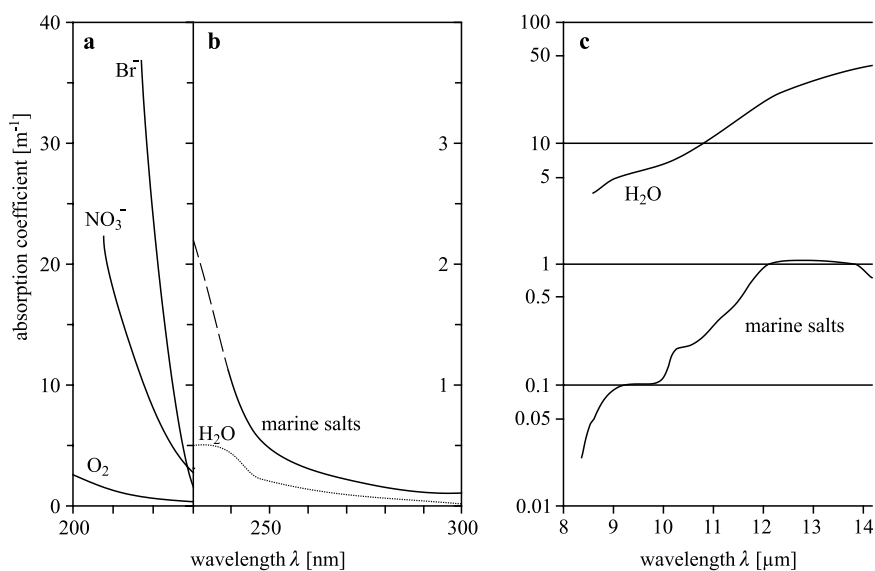 absorption coefficient [m⁻¹]
40
30
20
10
0
a
Br⁻
NO₃⁻
O₂
200
b
3
2
1
marine salts
H₂O
250
300
wavelength λ [nm]
c
100
50
10
5
1
0.5
0.1
0.05
0.01
H₂O
marine salts
8
9
10
11
12
13
14
wavelength λ [µm]